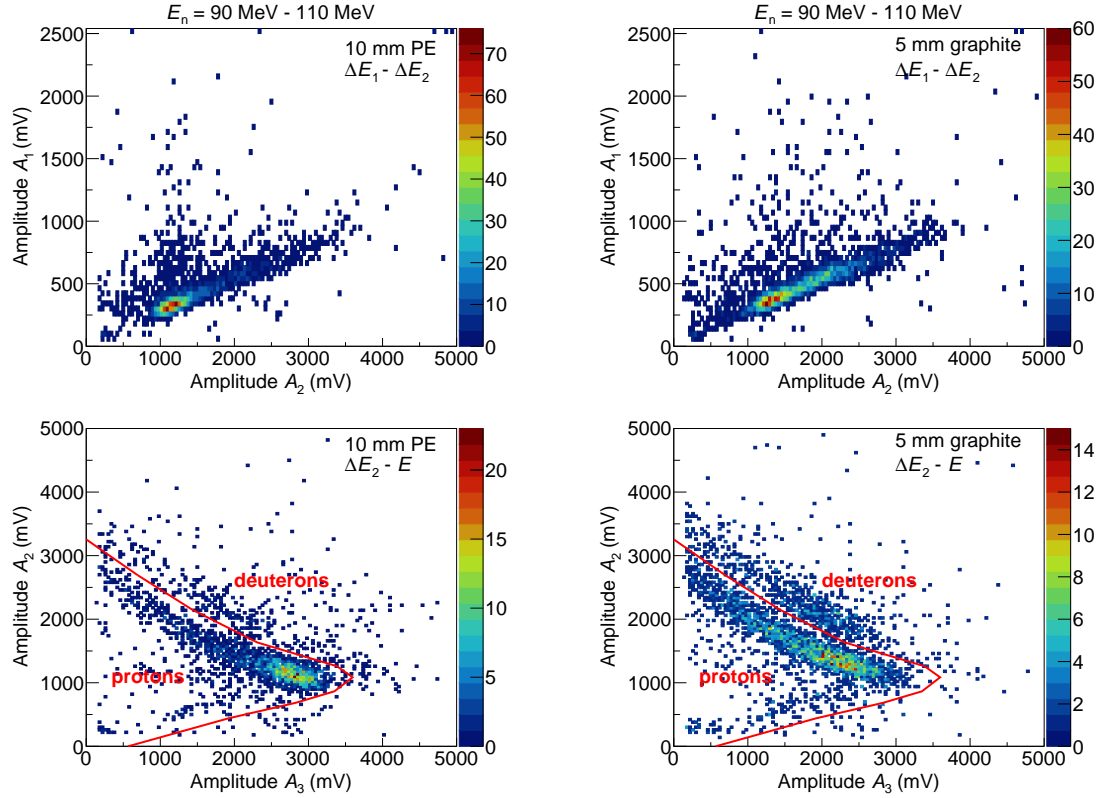 E_n = 90 MeV - 110 MeV
10 mm PE
ΔE_1 - ΔE_2
Amplitude A_1 (mV)
2500
2000
1500
1000
500
0
0 1000 2000 3000 4000 5000
Amplitude A_2 (mV)
70
60
50
40
30
20
10
0
E_n = 90 MeV - 110 MeV
5 mm graphite
ΔE_1 - ΔE_2
Amplitude A_1 (mV)
2500
2000
1500
1000
500
0
0 1000 2000 3000 4000 5000
Amplitude A_2 (mV)
60
50
40
30
20
10
0
10 mm PE
ΔE_2 - E
deuterons
protons
Amplitude A_2 (mV)
5000
4000
3000
2000
1000
0
0 1000 2000 3000 4000 5000
Amplitude A_3 (mV)
20
15
10
5
0
5 mm graphite
ΔE_2 - E
deuterons
protons
Amplitude A_2 (mV)
5000
4000
3000
2000
1000
0
0 1000 2000 3000 4000 5000
Amplitude A_3 (mV)
14
12
10
8
6
4
2
0